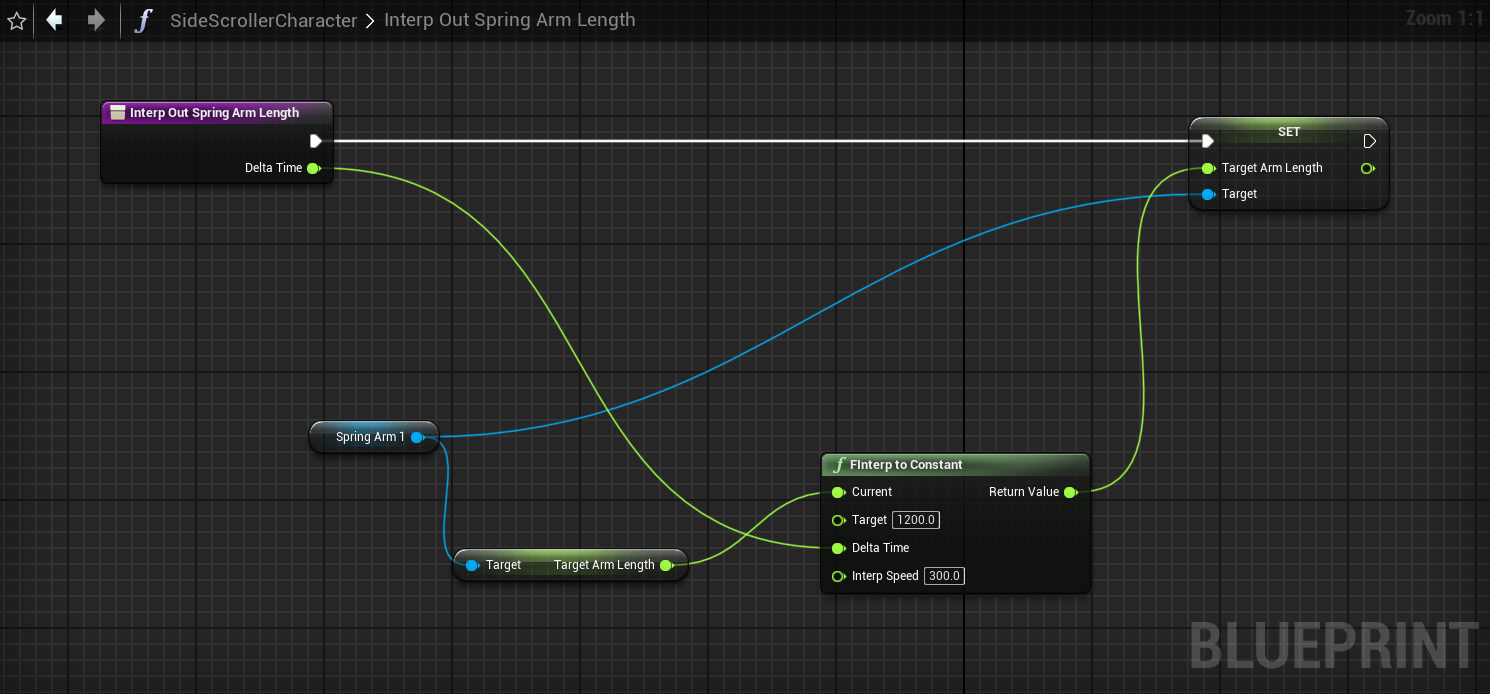 f SideScrollerCharacter > Interp Out Spring Arm Length
Zoom 1:1
Interp Out Spring Arm Length
Delta Time
SET
Target Arm Length
Target
Spring Arm 1
Target Target Arm Length
f FInterp to Constant
Current Return Value
Target 1200.0
Delta Time
Interp Speed 300.0
BLUEPRINT